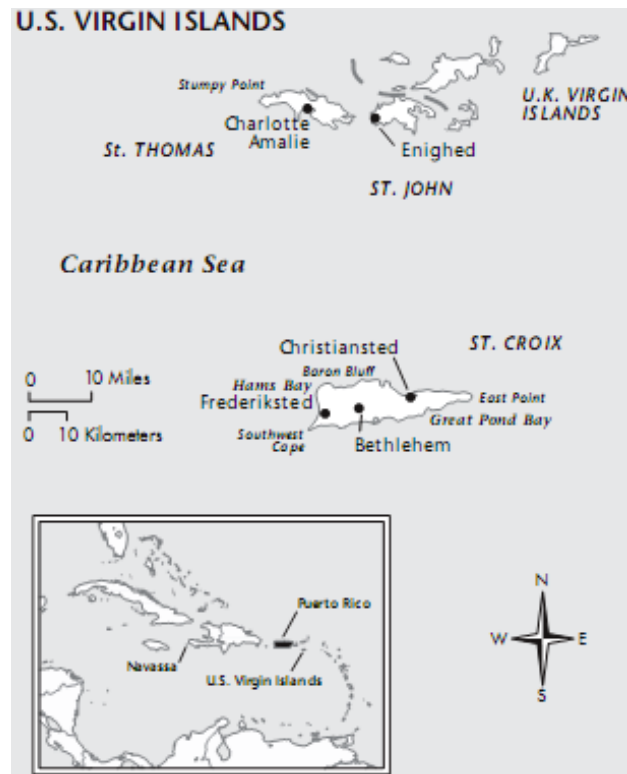 U.S. VIRGIN ISLANDS
Stumpy Point
U.K. VIRGIN
ISLANDS
Charlotte
Amalie
St. THOMAS
Enighed
ST. JOHN
Caribbean Sea
Christiansted
ST. CROIX
Baron Bluff
Hams Bay
0 10 Miles
Frederiksted
East Point
Great Pond Bay
0 10 Kilometers
Southwest
Cape
Bethlehem
Puerto Rico
Navassa
U.S. Virgin Islands
N
W E
S